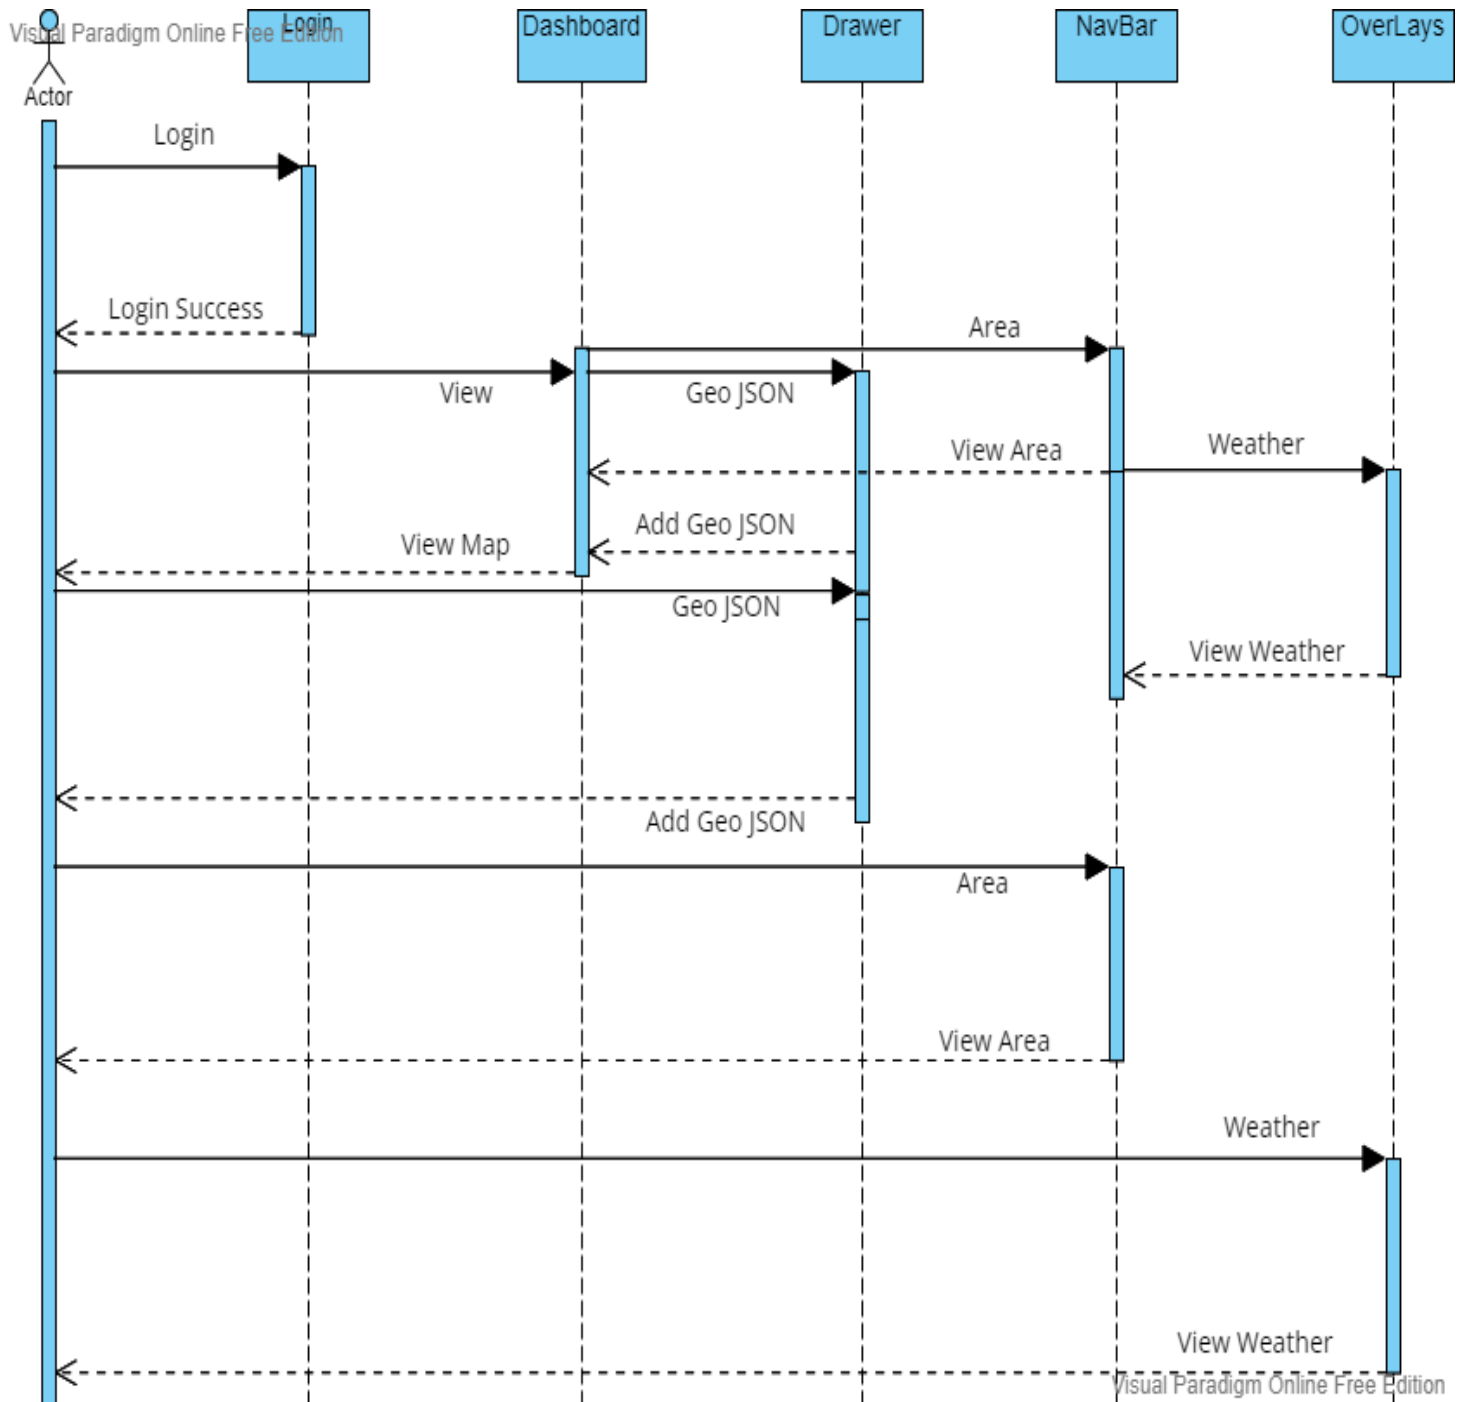 Visual Paradigm Online Free Edition
Actor
Login
Dashboard
Drawer
NavBar
OverLays
Login
Login Success
Area
View
Geo JSON
View Area
Weather
Add Geo JSON
View Map
Geo JSON
View Weather
Add Geo JSON
Area
View Area
Weather
View Weather
Visual Paradigm Online Free Edition